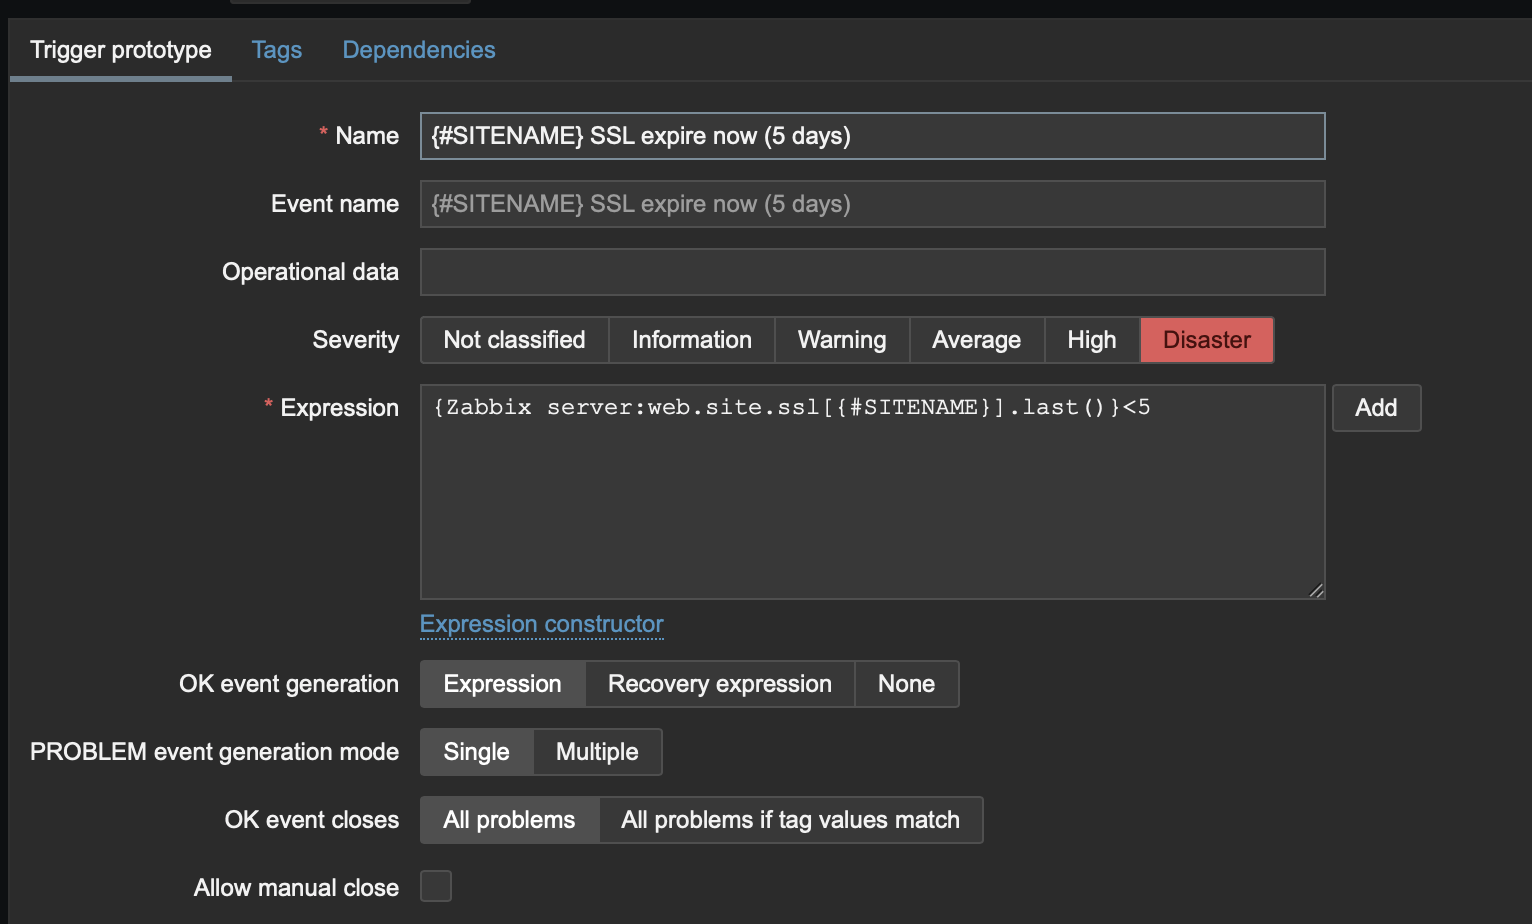 Trigger prototype Tags Dependencies
* Name {#SITENAME} SSL expire now (5 days)
Event name {#SITENAME} SSL expire now (5 days)
Operational data
Severity Not classified Information Warning Average High Disaster
* Expression {Zabbix server:web.site.ssl[{#SITENAME}].last()}<5 Add
Expression constructor
OK event generation Expression Recovery expression None
PROBLEM event generation mode Single Multiple
OK event closes All problems All problems if tag values match
Allow manual close